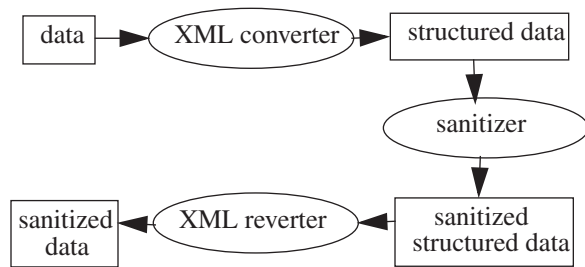 data
XML converter
structured data
sanitizer
sanitized
structured data
XML reverter
sanitized
data